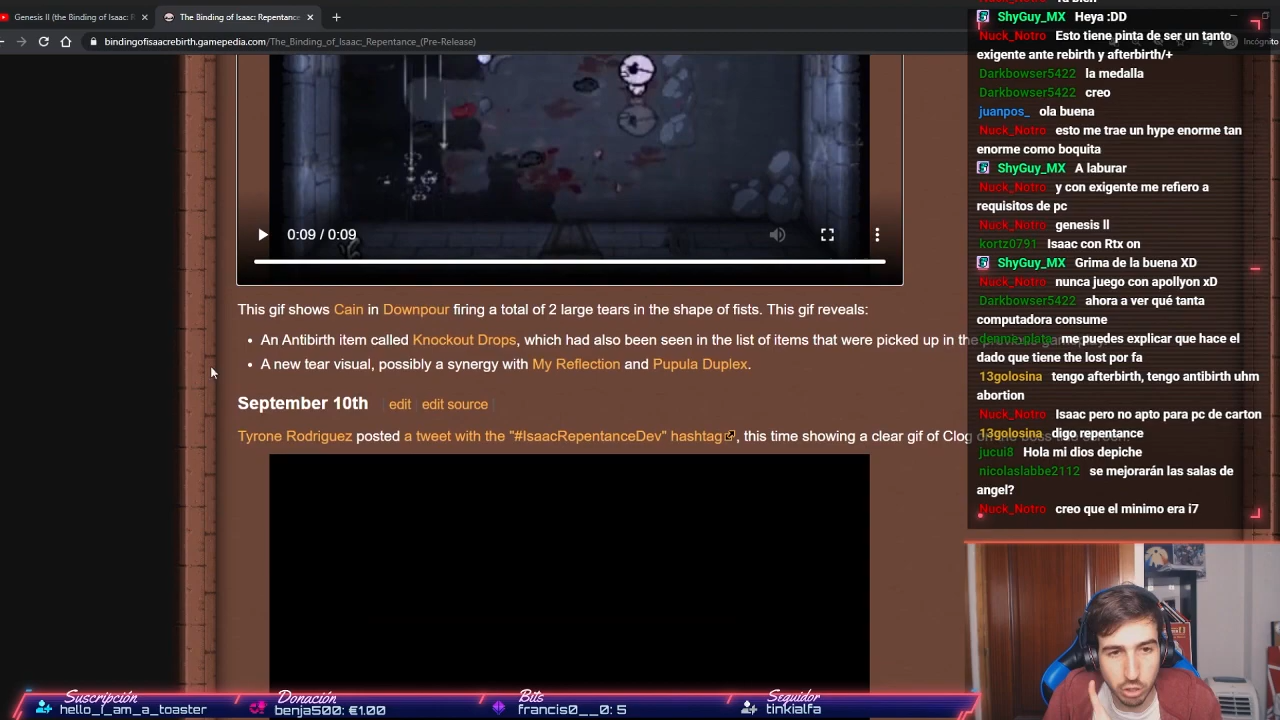 Genesis II (the Binding of Isaac: R
The Binding of Isaac: Repentance
bindingofisaacrebirth.gamepedia.com/The_Binding_of_Isaac:_Repentance_(Pre-Release)
Incógnito
0:09 / 0:09
This gif shows Cain in Downpour firing a total of 2 large tears in the shape of fists. This gif reveals:
An Antibirth item called Knockout Drops, which had also been seen in the list of items that were picked up in the
A new tear visual, possibly a synergy with My Reflection and Pupula Duplex.
September 10th edit edit source
Tyrone Rodriguez posted a tweet with the "#IsaacRepentanceDev" hashtag, this time showing a clear gif of Clog on the boss title screen.
ShyGuy_MX Heya :DD
Nuck_Notro Esto tiene pinta de ser un tanto
exigente ante rebirth y afterbirth/+
Darkbowser5422 la medalla
Darkbowser5422 creo
juanpos_ ola buena
Nuck_Notro esto me trae un hype enorme tan
enorme como boquita
ShyGuy_MX A laburar
Nuck_Notro y con exigente me refiero a
requisitos de pc
Nuck_Notro genesis ll
kortz0791 Isaac con Rtx on
ShyGuy_MX Grima de la buena XD
Nuck_Notro nunca juego con apollyon xD
Darkbowser5422 ahora a ver qué tanta
computadora consume
me puedes explicar que hace el
dado que tiene the lost por fa
13golosina tengo afterbirth, tengo antibirth uhm
abortion
Nuck_Notro Isaac pero no apto para pc de carton
13golosina digo repentance
jucui8 Hola mi dios depiche
nicolaslabbe2112 se mejorarán las salas de
angel?
Nuck_Notro creo que el minimo era i7
Suscripción
hello_i_am_a_toaster
Donación
benja500: €1.00
Bits
francis0__0: 5
Seguidor
tinkialfa